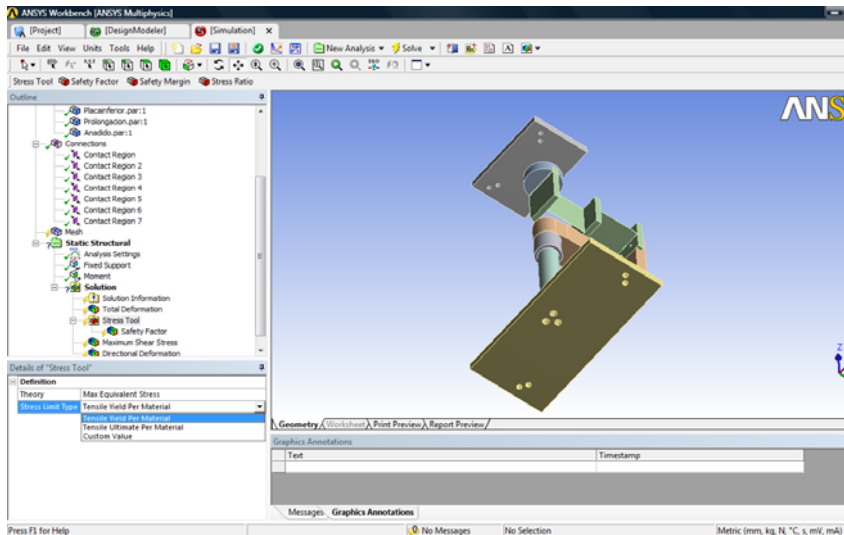 ANSYS Workbench [ANSYS Multiphysics]
[Project] [DesignModeler] [Simulation] x
File Edit View Units Tools Help New Analysis Solve
Stress Tool Safety Factor Safety Margin Stress Ratio
Outline
Placainferior.par:1
Prolongacion.par:1
Anadido.par:1
Connections
Contact Region
Contact Region 2
Contact Region 3
Contact Region 4
Contact Region 5
Contact Region 6
Contact Region 7
Mesh
Static Structural
Analysis Settings
Fixed Support
Moment
Solution
Solution Information
Total Deformation
Stress Tool
Safety Factor
Maximum Shear Stress
Directional Deformation
Details of "Stress Tool"
Definition
Theory Max Equivalent Stress
Stress Limit Type Tensile Yield Per Material
Tensile Yield Per Material
Tensile Ultimate Per Material
Custom Value
ANS
Z
Geometry Worksheet Print Preview Report Preview
Graphics Annotations
Text Timestamp
Messages Graphics Annotations
Press F1 for Help No Messages No Selection Metric (mm, kg, N, °C, s, mV, mA)